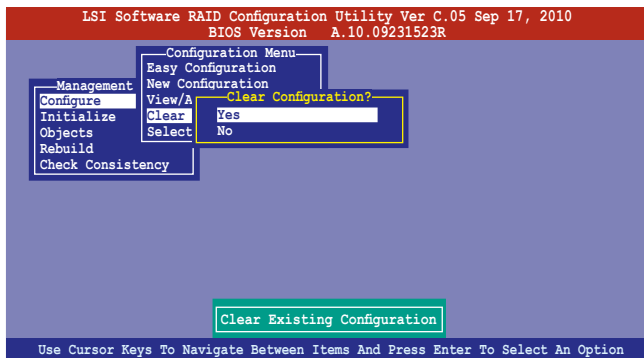 LSI Software RAID Configuration Utility Ver C.05 Sep 17, 2010
BIOS Version A.10.09231523R
Configuration Menu
Easy Configuration
New Configuration
View/A
Clear
Select
Management
Configure
Initialize
Objects
Rebuild
Check Consistency
Clear Configuration?
Yes
No
Clear Existing Configuration
Use Cursor Keys To Navigate Between Items And Press Enter To Select An Option